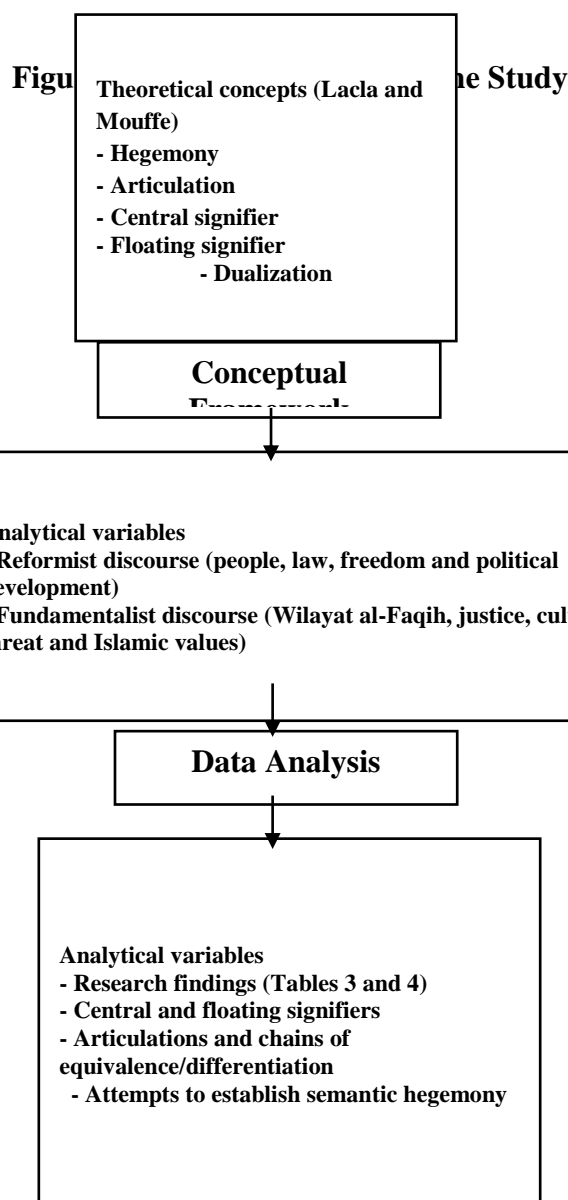 Figu ne Study
Theoretical concepts (Lacla and
Mouffe)
- Hegemony
- Articulation
- Central signifier
- Floating signifier
- Dualization
Conceptual
Framework
nalytical variables
Reformist discourse (people, law, freedom and political
evelopment)
Fundamentalist discourse (Wilayat al-Faqih, justice, cul
reat and Islamic values)
Data Analysis
Analytical variables
- Research findings (Tables 3 and 4)
- Central and floating signifiers
- Articulations and chains of
equivalence/differentiation
- Attempts to establish semantic hegemony